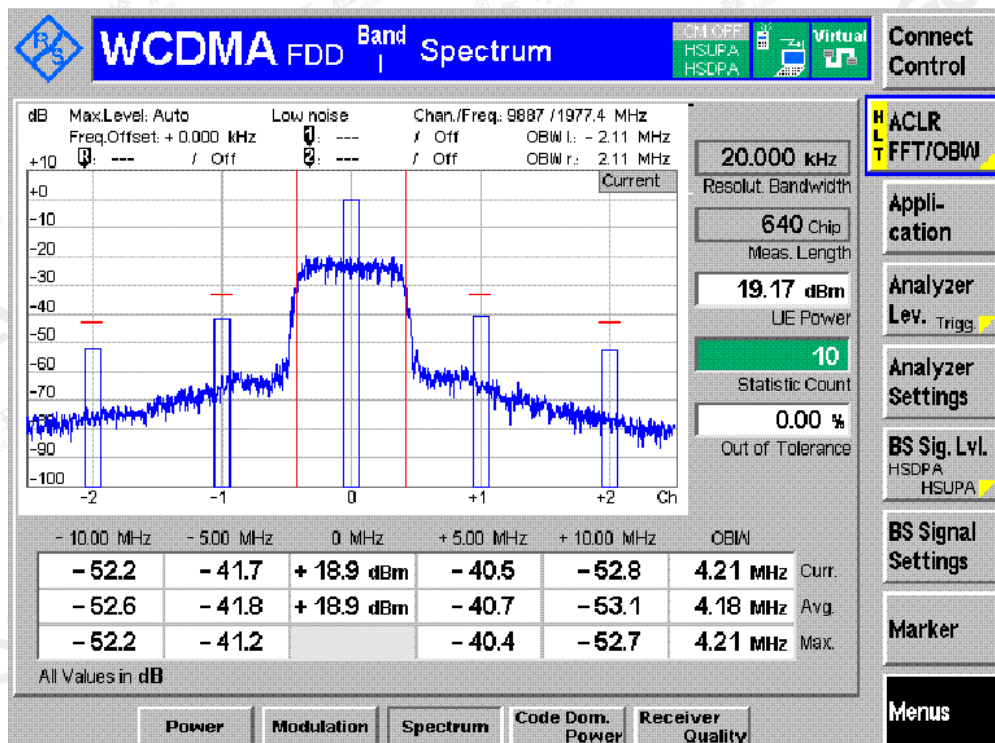 R/S
WCDMA FDD Band I Spectrum
CM OFF
HSUPA
HSDPA
Virtual
Connect Control
dB Max.Level: Auto Low noise Chan./Freq.: 9887 /1977.4 MHz
Freq.Offset: + 0.000 kHz 1: --- / Off OBW l.: - 2.11 MHz
R: --- / Off 2: --- / Off OBW r.: 2.11 MHz
Current
+10
+0
-10
-20
-30
-40
-50
-60
-70
-90
-100
-2 -1 0 +1 +2 Ch
20.000 kHz
Resolut. Bandwidth
640 Chip
Meas. Length
19.17 dBm
UE Power
10
Statistic Count
0.00 %
Out of Tolerance
- 10.00 MHz - 5.00 MHz 0 MHz + 5.00 MHz + 10.00 MHz OBW
- 52.2 - 41.7 + 18.9 dBm - 40.5 - 52.8 4.21 MHz Curr.
- 52.6 - 41.8 + 18.9 dBm - 40.7 - 53.1 4.18 MHz Avg.
- 52.2 - 41.2 - 40.4 - 52.7 4.21 MHz Max.
All Values in dB
HLT
ACLR
FFT/OBW
Appli-
cation
Analyzer
Lev. Trigg.
Analyzer
Settings
BS Sig. Lvl.
HSDPA
HSUPA
BS Signal
Settings
Marker
Menus
Power Modulation Spectrum Code Dom. Power Receiver Quality